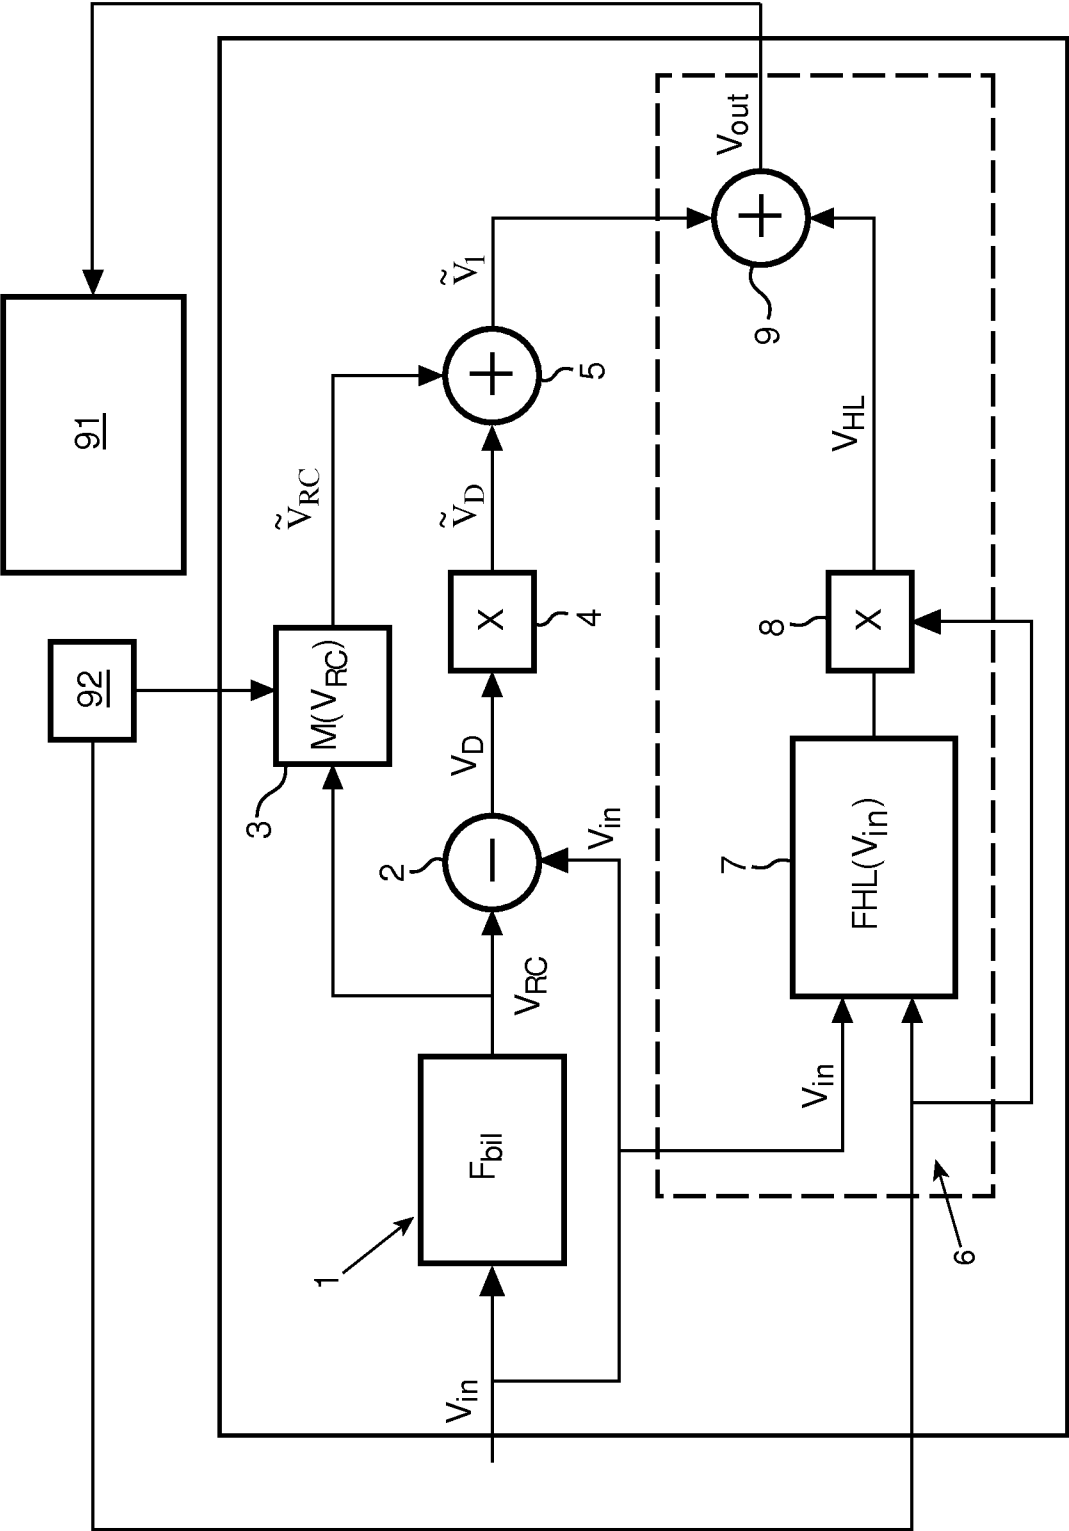 91
92
3
M(V_RC)
Ṽ_RC
V_in
1
F_bil
V_RC
2
V_in
V_D
4
X
Ṽ_D
5
+
Ṽ_1
6
V_in
7
FHL(V_in)
8
X
V_HL
9
+
V_out
−